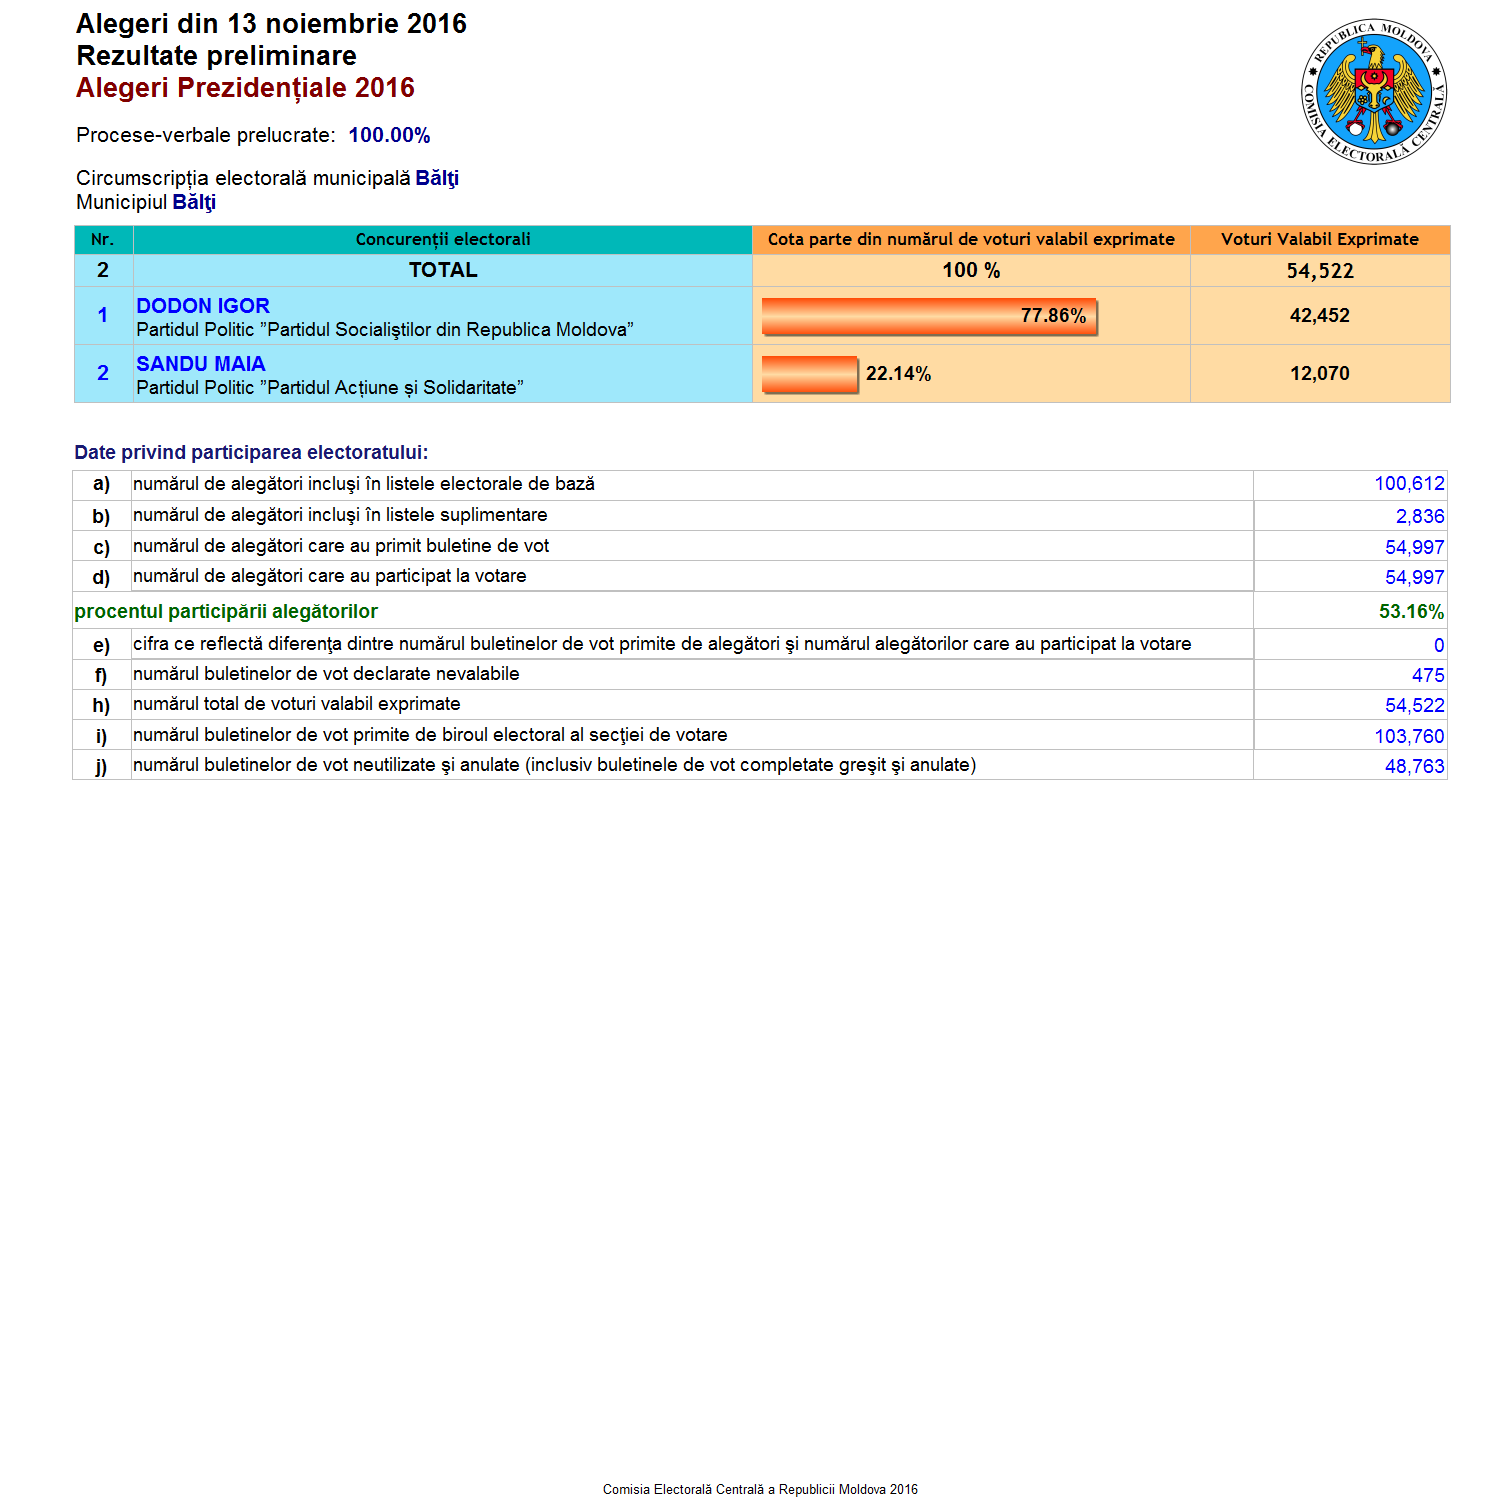 Alegeri din 13 noiembrie 2016
Rezultate preliminare
Alegeri Prezidențiale 2016
REPUBLICA MOLDOVA
COMISIA ELECTORALĂ CENTRALĂ
Procese-verbale prelucrate: 100.00%
Circumscripția electorală municipală Bălţi
Municipiul Bălţi
Nr. Concurenții electorali Cota parte din numărul de voturi valabil exprimate Voturi Valabil Exprimate
2 TOTAL 100 % 54,522
1 DODON IGOR 77.86% 42,452
Partidul Politic ”Partidul Socialiştilor din Republica Moldova”
2 SANDU MAIA 22.14% 12,070
Partidul Politic ”Partidul Acțiune și Solidaritate”
Date privind participarea electoratului:
a) numărul de alegători incluşi în listele electorale de bază 100,612
b) numărul de alegători incluşi în listele suplimentare 2,836
c) numărul de alegători care au primit buletine de vot 54,997
d) numărul de alegători care au participat la votare 54,997
procentul participării alegătorilor 53.16%
e) cifra ce reflectă diferenţa dintre numărul buletinelor de vot primite de alegători şi numărul alegătorilor care au participat la votare 0
f) numărul buletinelor de vot declarate nevalabile 475
h) numărul total de voturi valabil exprimate 54,522
i) numărul buletinelor de vot primite de biroul electoral al secţiei de votare 103,760
j) numărul buletinelor de vot neutilizate şi anulate (inclusiv buletinele de vot completate greşit şi anulate) 48,763
Comisia Electorală Centrală a Republicii Moldova 2016